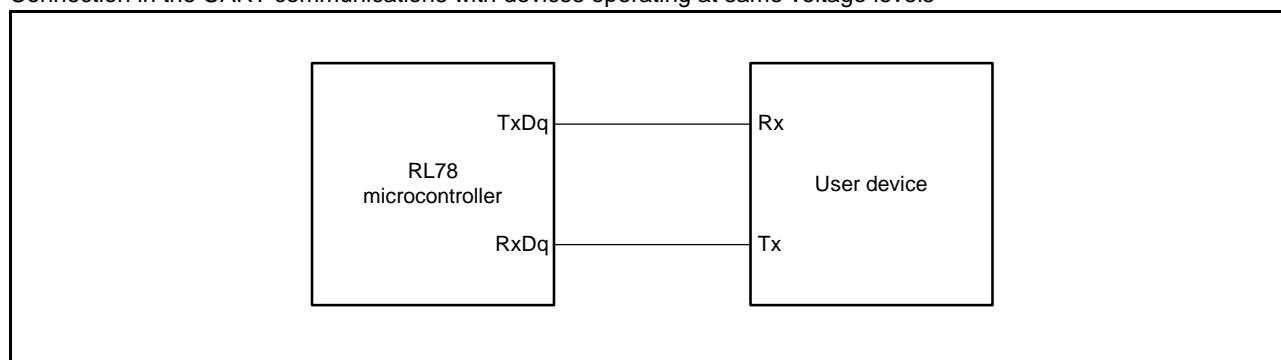 Connection in the UART communications with devices operating at same voltage levels
TxDq
Rx
RL78
microcontroller
User device
RxDq
Tx